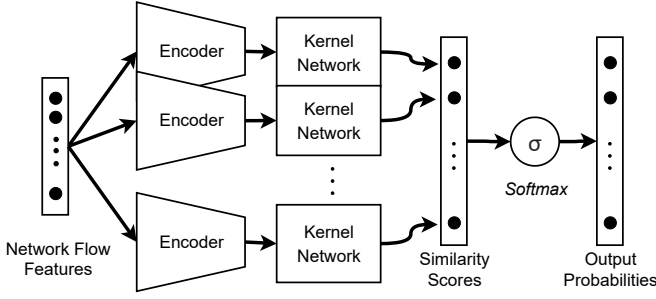 Encoder
Kernel
Network
Encoder
Kernel
Network
Encoder
Kernel
Network
σ
Softmax
Network Flow
Features
Similarity
Scores
Output
Probabilities